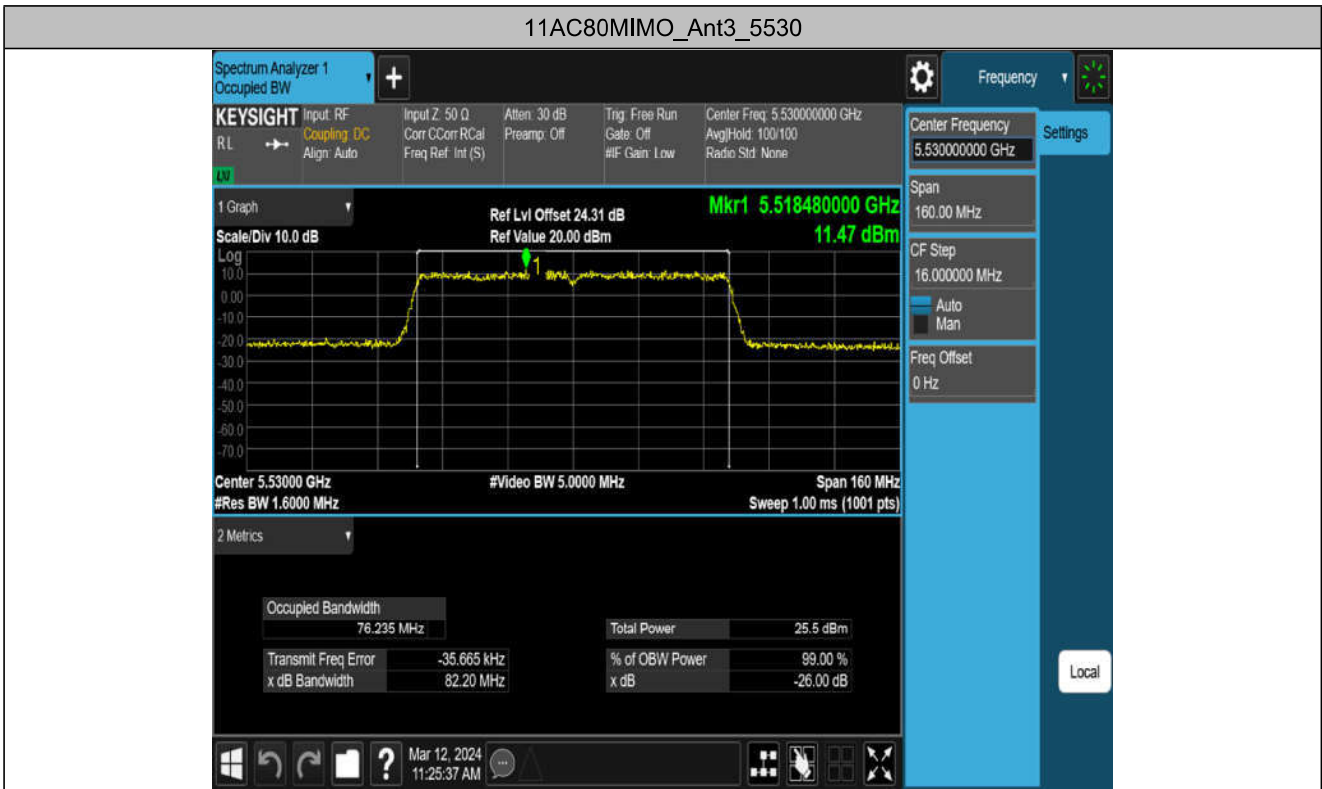 11AC80MIMO_Ant3_5530
Spectrum Analyzer 1
Occupied BW
+
Frequency
KEYSIGHT
RL
LXI
Input: RF
Coupling: DC
Align: Auto
Input Z: 50 Ω
Corr CCorr RCal
Freq Ref: Int (S)
Atten: 30 dB
Preamp: Off
Trig: Free Run
Gate: Off
#IF Gain: Low
Center Freq: 5.530000000 GHz
Avg|Hold: 100/100
Radio Std: None
Center Frequency
5.530000000 GHz
Settings
Span
160.00 MHz
CF Step
16.000000 MHz
Auto
Man
Freq Offset
0 Hz
Local
1 Graph
Scale/Div 10.0 dB
Ref Lvl Offset 24.31 dB
Ref Value 20.00 dBm
Mkr1 5.518480000 GHz
11.47 dBm
Log
10.0
0.00
-10.0
-20.0
-30.0
-40.0
-50.0
-60.0
-70.0
1
Center 5.53000 GHz
#Res BW 1.6000 MHz
#Video BW 5.0000 MHz
Span 160 MHz
Sweep 1.00 ms (1001 pts)
2 Metrics
Occupied Bandwidth
76.235 MHz
Total Power 25.5 dBm
Transmit Freq Error -35.665 kHz
% of OBW Power 99.00 %
x dB Bandwidth 82.20 MHz
x dB -26.00 dB
?
Mar 12, 2024
11:25:37 AM